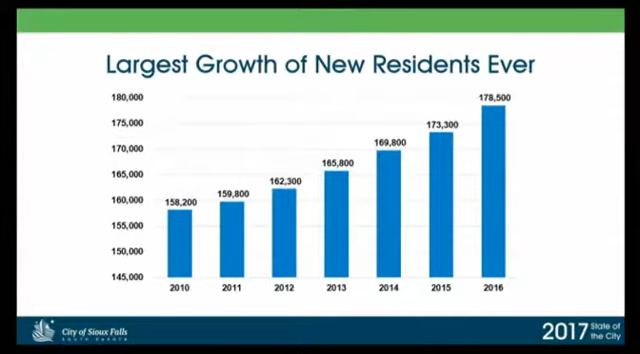 Largest Growth of New Residents Ever
180,000
175,000
170,000
165,000
160,000
155,000
150,000
145,000
158,200
159,800
162,300
165,800
169,800
173,300
178,500
2010 2011 2012 2013 2014 2015 2016
City of Sioux Falls
SOUTH DAKOTA
2017 State of
the City